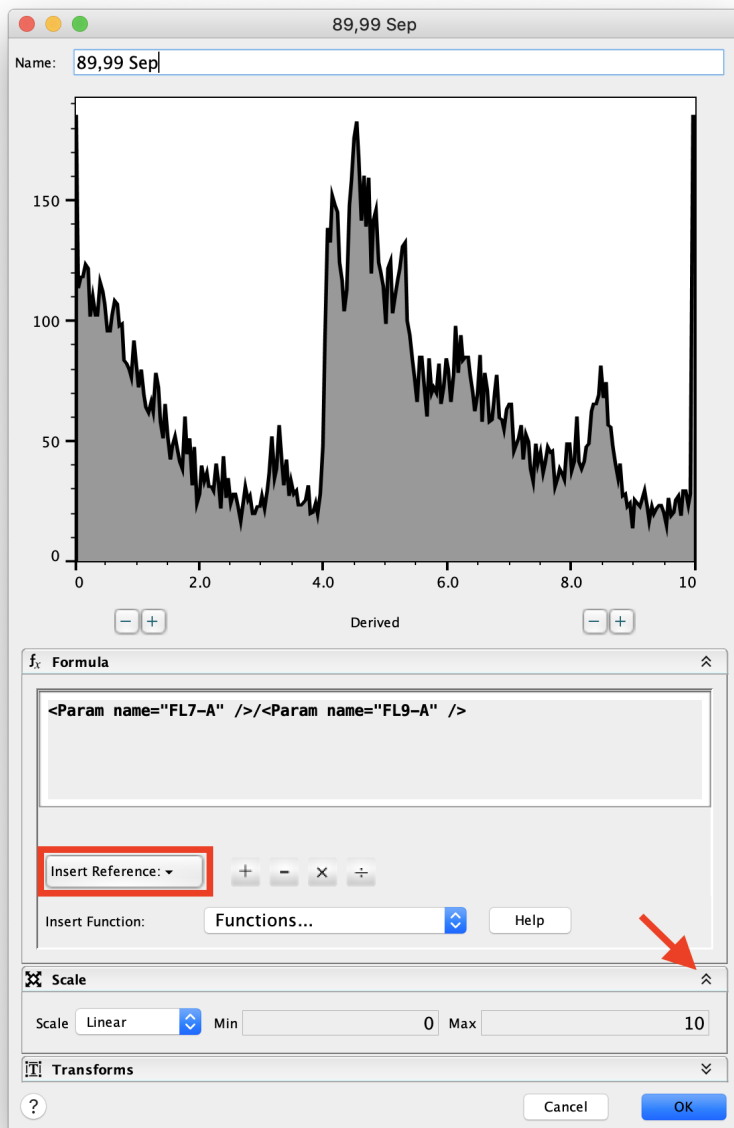 89,99 Sep
Name: 89,99 Sep
150
100
50
0
0 2.0 4.0 6.0 8.0 10
− + Derived − +
fx Formula
<Param name="FL7-A" />/<Param name="FL9-A" />
Insert Reference: + - × ÷
Insert Function: Functions... Help
Scale
Scale Linear Min 0 Max 10
T Transforms
? Cancel OK